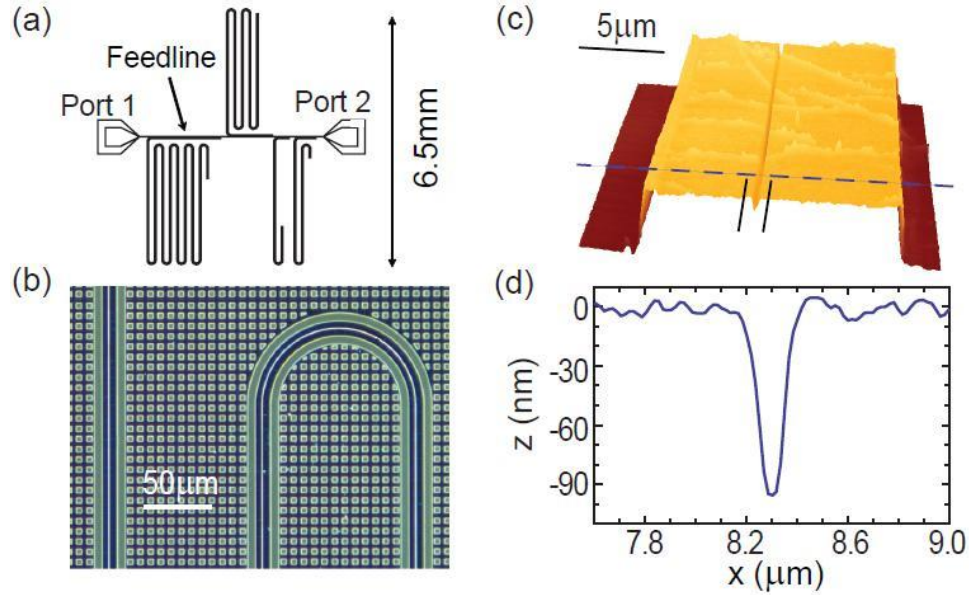 (a)
Feedline
Port 1
Port 2
6.5mm
(b)
50μm
(c)
5μm
(d)
0
-30
-60
-90
z (nm)
7.8
8.2
8.6
9.0
x (μm)